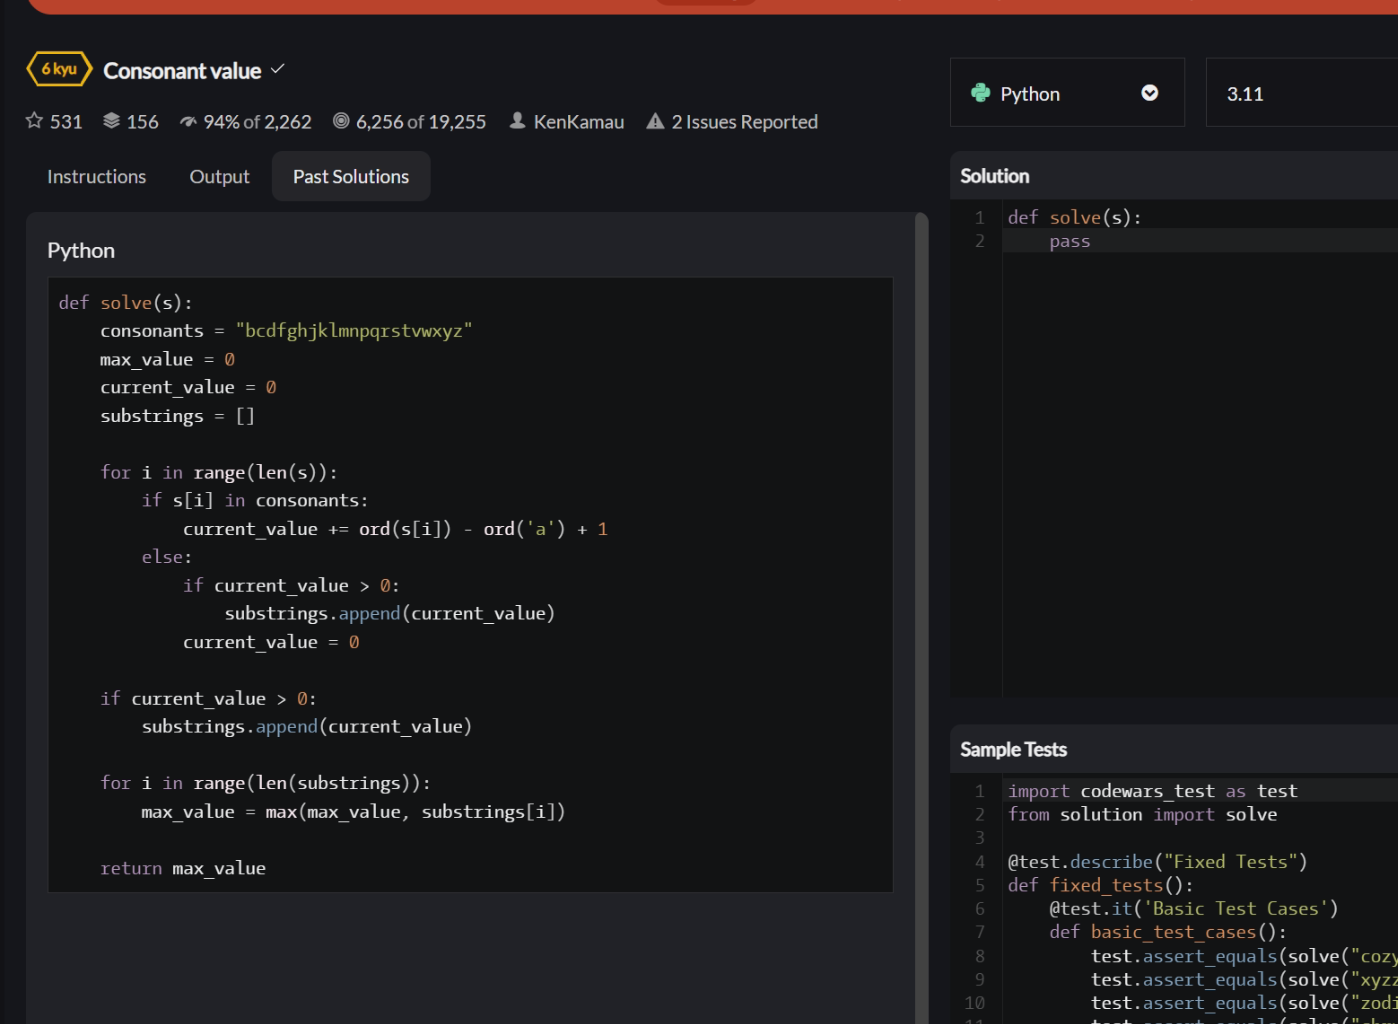 6 kyu
Consonant value
531 156 94% of 2,262 6,256 of 19,255 KenKamau 2 Issues Reported
Instructions Output Past Solutions
Python
def solve(s):
    consonants = "bcdfghjklmnpqrstvwxyz"
    max_value = 0
    current_value = 0
    substrings = []
    for i in range(len(s)):
        if s[i] in consonants:
            current_value += ord(s[i]) - ord('a') + 1
        else:
            if current_value > 0:
                substrings.append(current_value)
            current_value = 0
    if current_value > 0:
        substrings.append(current_value)
    for i in range(len(substrings)):
        max_value = max(max_value, substrings[i])
    return max_value
Python 3.11
Solution
1 def solve(s):
2     pass
Sample Tests
1 import codewars_test as test
2 from solution import solve
3
4 @test.describe("Fixed Tests")
5 def fixed_tests():
6     @test.it('Basic Test Cases')
7     def basic_test_cases():
8         test.assert_equals(solve("cozy
9         test.assert_equals(solve("xyzz
10         test.assert_equals(solve("zodi